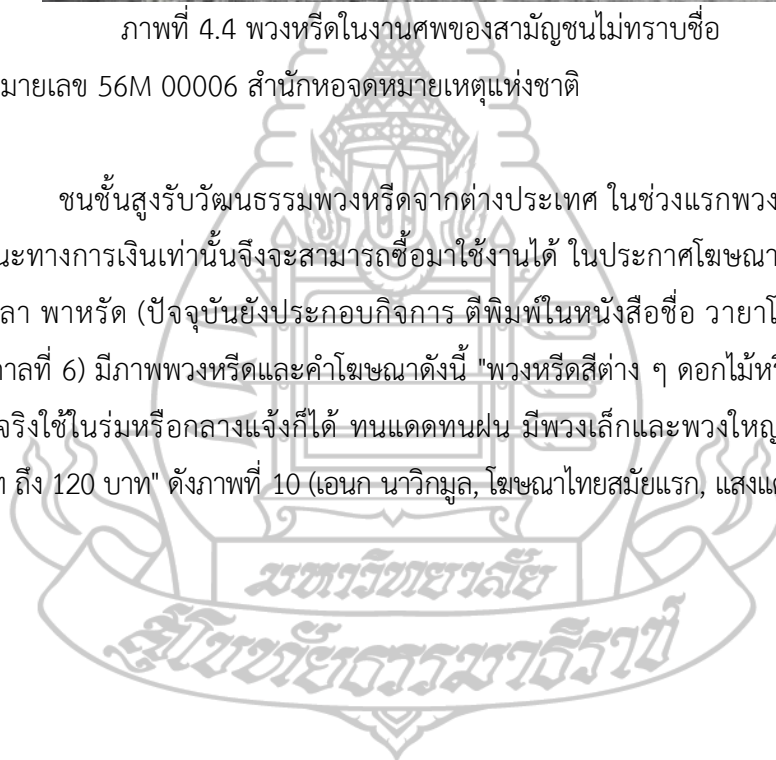 ภาพที่ 4.4 พวงหรีดในงานศพของสามัญชนไม่ทราบชื่อ
มายเลข 56M 00006 สำนักหอจดหมายเหตุแห่งชาติ
ชนชั้นสูงรับวัฒนธรรมพวงหรีดจากต่างประเทศ ในช่วงแรกพวง
นะทางการเงินเท่านั้นจึงจะสามารถซื้อมาใช้งานได้ ในประกาศโฆษณา
ลา พาหรัด (ปัจจุบันยังประกอบกิจการ ตีพิมพ์ในหนังสือชื่อ วายาโ
าลที่ 6) มีภาพพวงหรีดและคำโฆษณาดังนี้ "พวงหรีดสีต่าง ๆ ดอกไม้หรื
จริงใช้ในร่มหรือกลางแจ้งก็ได้ ทนแดดทนฝน มีพวงเล็กและพวงใหญ่
ท ถึง 120 บาท" ดังภาพที่ 10 (เอนก นาวิกมูล, โฆษณาไทยสมัยแรก, แสงแด
มหาวิทยาลัย
สุโขทัยธรรมาธิราช